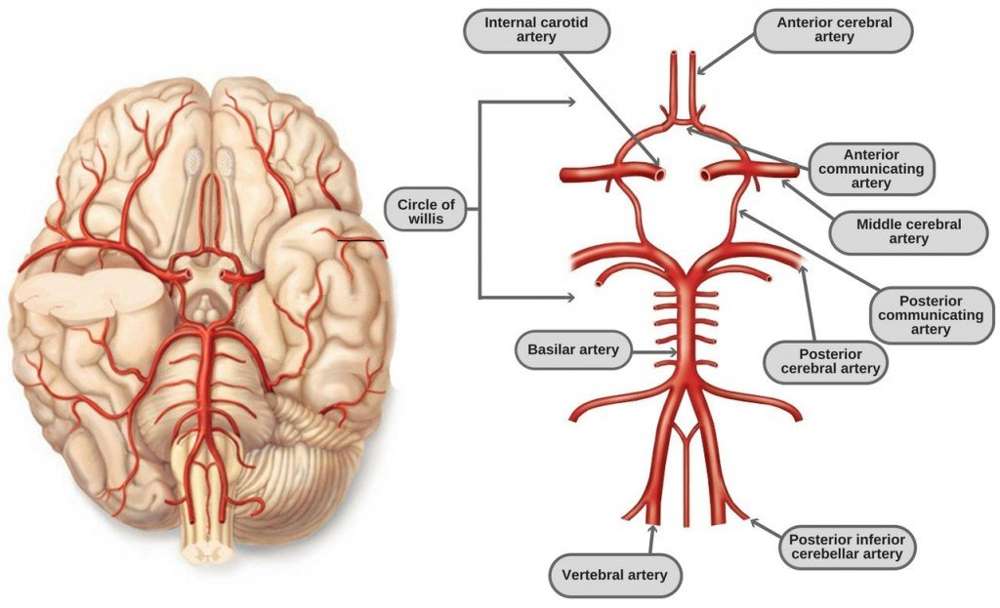 Internal carotid
artery
Anterior cerebral
artery
Anterior
communicating
artery
Circle of
willis
Middle cerebral
artery
Posterior
communicating
artery
Basilar artery
Posterior
cerebral artery
Posterior inferior
cerebellar artery
Vertebral artery